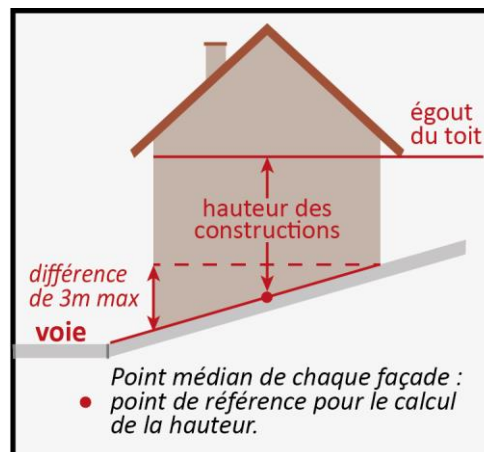 égout
du toit
hauteur des
constructions
différence
de 3m max
voie
Point médian de chaque façade :
point de référence pour le calcul
de la hauteur.